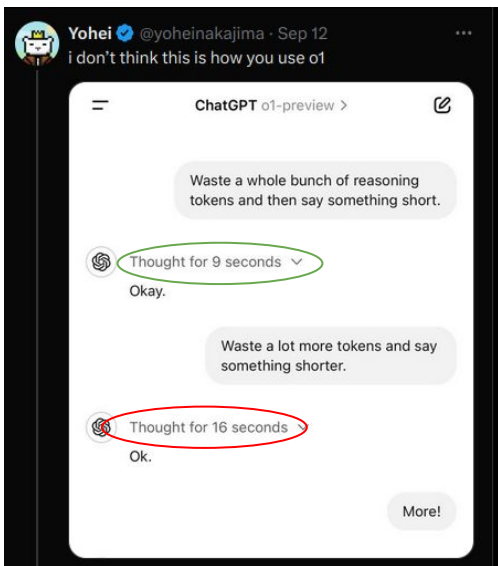 Yohei @yoheinakajima · Sep 12
i don't think this is how you use o1
ChatGPT o1-preview >
Waste a whole bunch of reasoning
tokens and then say something short.
Thought for 9 seconds
Okay.
Waste a lot more tokens and say
something shorter.
Thought for 16 seconds
Ok.
More!